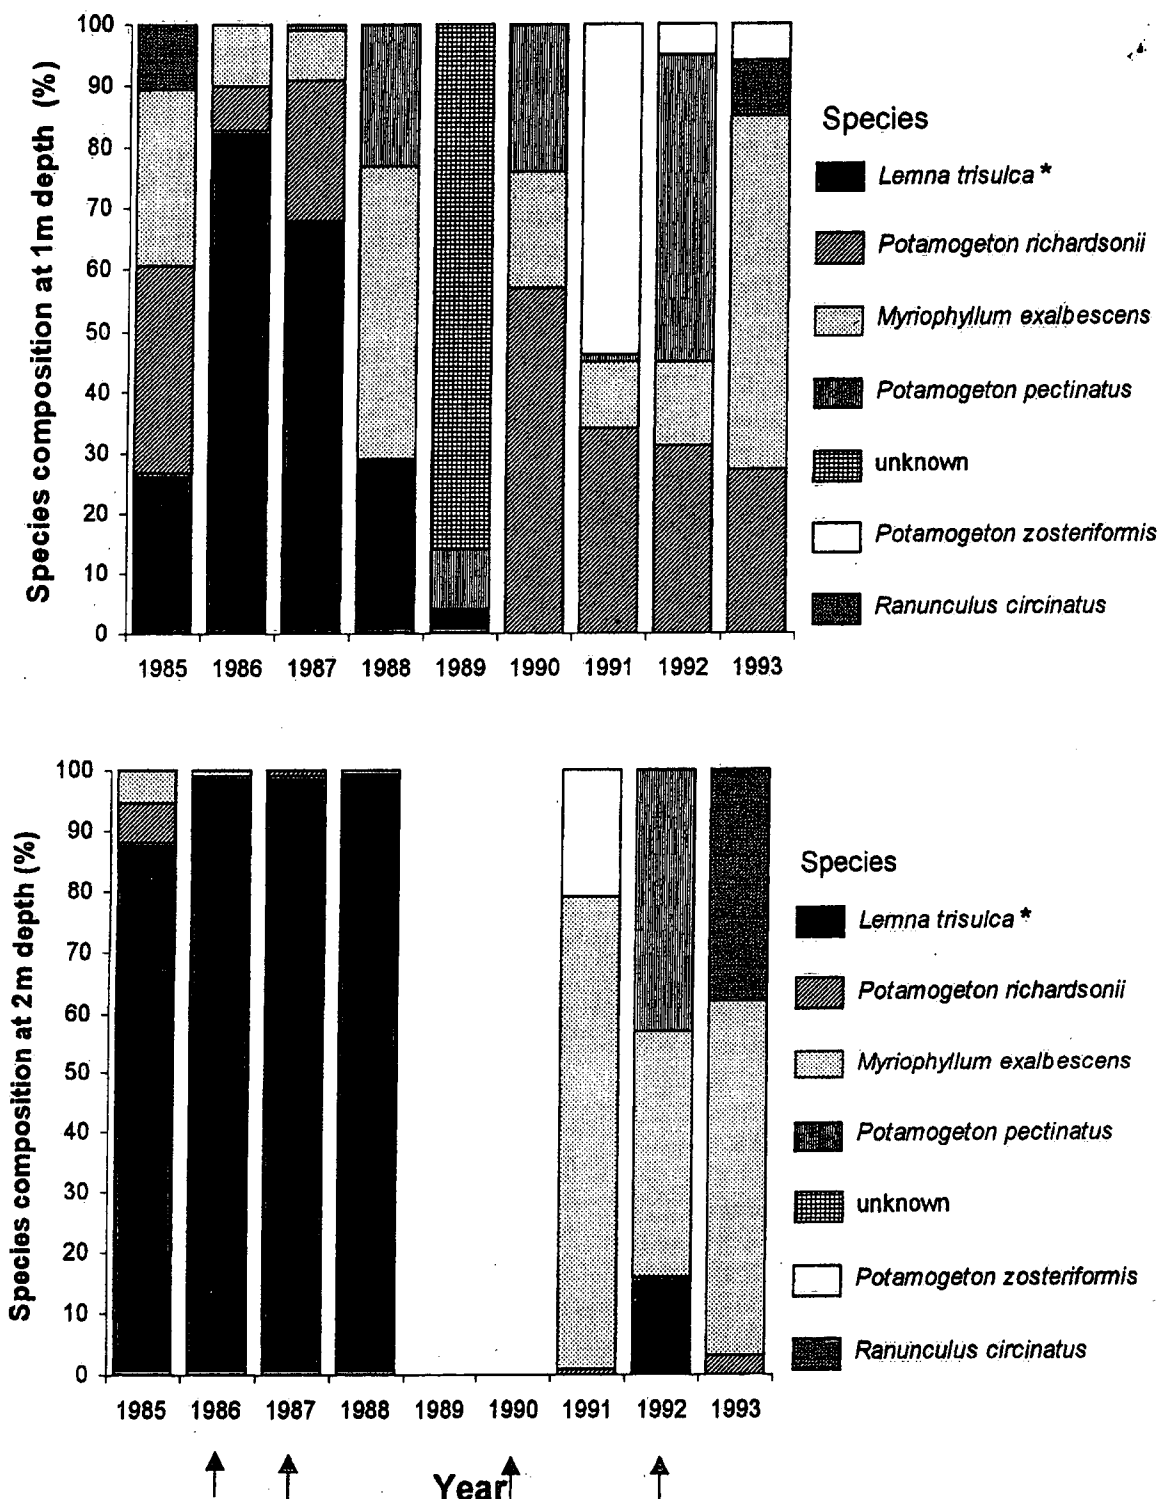 Species composition at 1m depth (%)
100
90
80
70
60
50
40
30
20
10
0
1985 1986 1987 1988 1989 1990 1991 1992 1993
Species
Lemna trisulca *
Potamogeton richardsonii
Myriophyllum exalbescens
Potamogeton pectinatus
unknown
Potamogeton zosteriformis
Ranunculus circinatus
Species composition at 2m depth (%)
100
90
80
70
60
50
40
30
20
10
0
1985 1986 1987 1988 1989 1990 1991 1992 1993
Year
Species
Lemna trisulca *
Potamogeton richardsonii
Myriophyllum exalbescens
Potamogeton pectinatus
unknown
Potamogeton zosteriformis
Ranunculus circinatus